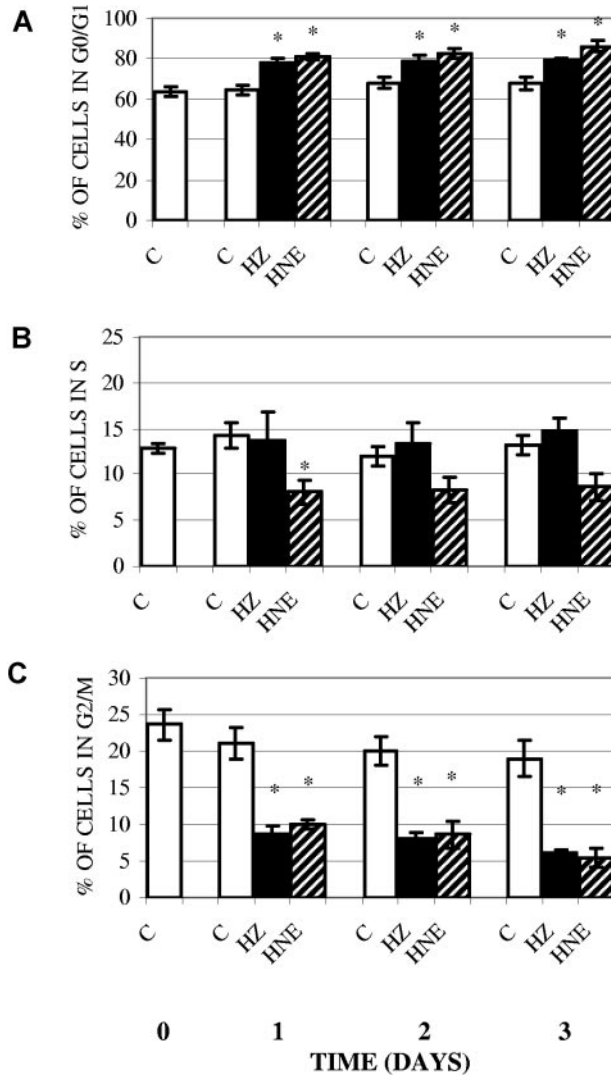 A
% OF CELLS IN G0/G1
100
80
60
40
20
0
* * * * * *
C C HZ HNE C HZ HNE C HZ HNE
B
% OF CELLS IN S
25
20
15
10
5
0
*
C C HZ HNE C HZ HNE C HZ HNE
C
% OF CELLS IN G2/M
30
25
20
15
10
5
0
* * * * * *
C C HZ HNE C HZ HNE C HZ HNE
0 1 2 3
TIME (DAYS)